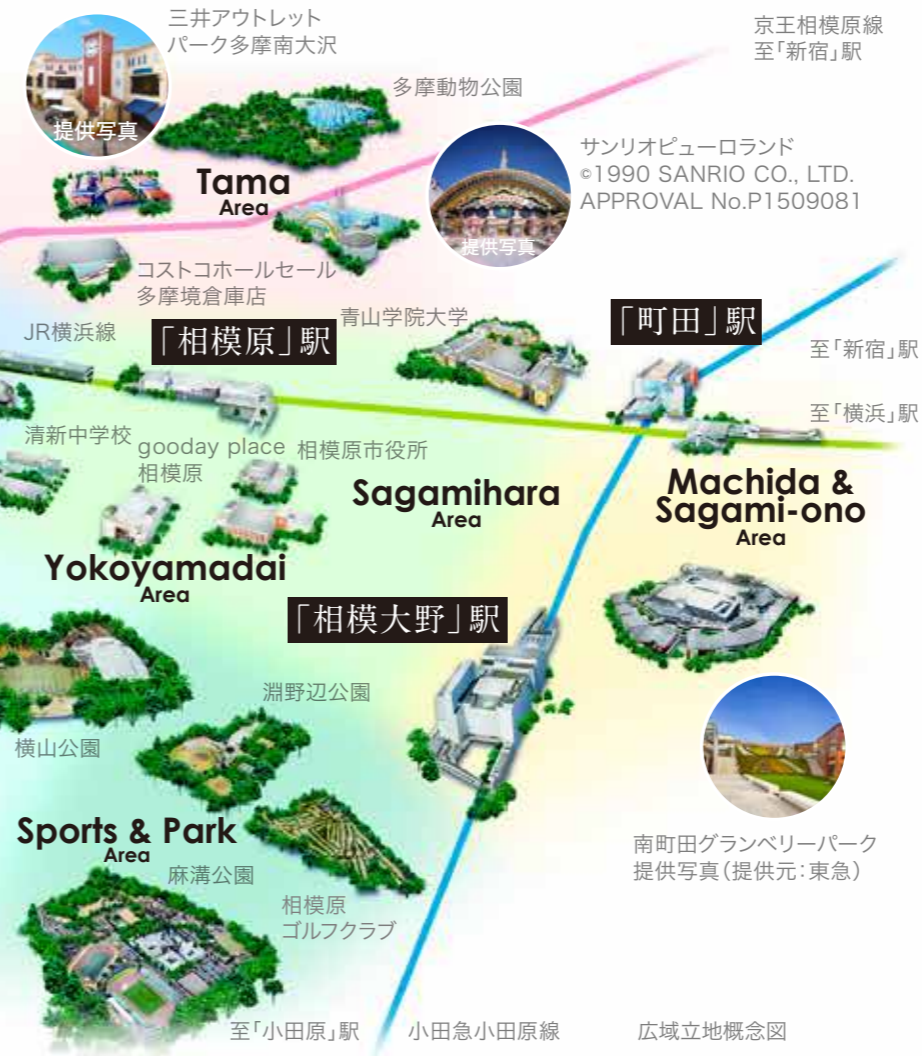 三井アウトレット
パーク多摩南大沢
京王相模原線
至「新宿」駅
提供写真
多摩動物公園
サンリオピューロランド
©1990 SANRIO CO., LTD.
APPROVAL No.P1509081
提供写真
Tama
Area
コストコホールセール
多摩境倉庫店
JR横浜線
「相模原」駅
青山学院大学
「町田」駅
至「新宿」駅
至「横浜」駅
清新中学校
gooday place
相模原
相模原市役所
Sagamihara
Area
Machida &
Sagami-ono
Area
Yokoyamadai
Area
「相模大野」駅
淵野辺公園
横山公園
Sports & Park
Area
麻溝公園
相模原
ゴルフクラブ
南町田グランベリーパーク
提供写真(提供元:東急)
至「小田原」駅
小田急小田原線
広域立地概念図